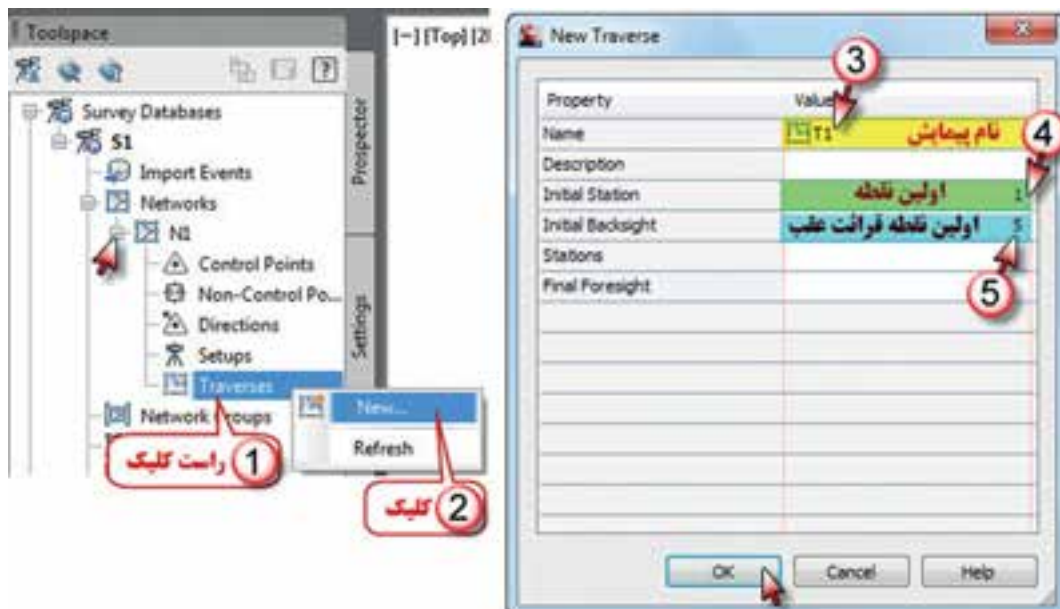 Toolspace
Survey Databases
S1
Import Events
Networks
N1
Control Points
Non-Control Po...
Directions
Setups
Traverses
Network Groups
Prospector
Settings
New...
Refresh
1 راست کلیک
2 کلیک
[−] [Top] [2
New Traverse
3
Property Value
Name T1 نام پیمایش
4
Description
Initial Station اولین نقطه 1
Initial Backsight اولین نقطه قرائت عقب 5
Stations
5
Final Foresight
OK Cancel Help